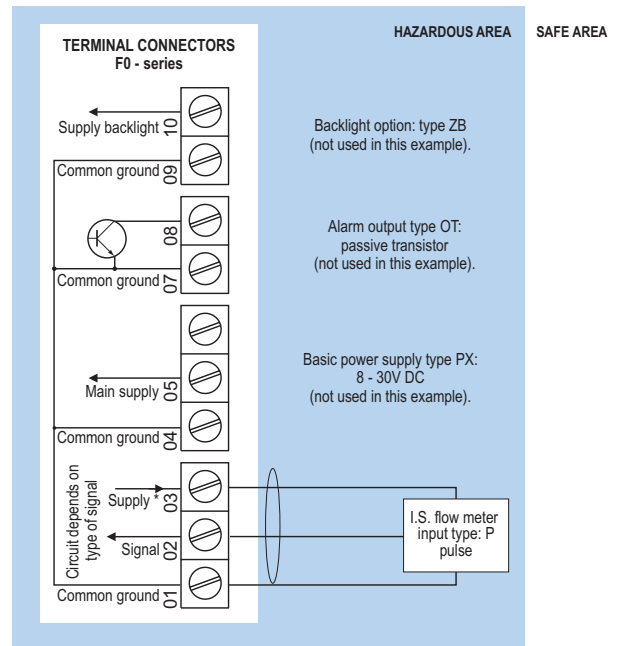 HAZARDOUS AREA
SAFE AREA
TERMINAL CONNECTORS
F0 - series
Supply backlight
10
Backlight option: type ZB
(not used in this example).
Common ground
09
08
Alarm output type OT:
passive transistor
(not used in this example).
Common ground
07
Basic power supply type PX:
8 - 30V DC
(not used in this example).
Main supply
05
Common ground
04
Circuit depends on
type of signal
Supply *
03
I.S. flow meter
input type: P
pulse
Signal
02
Common ground
01